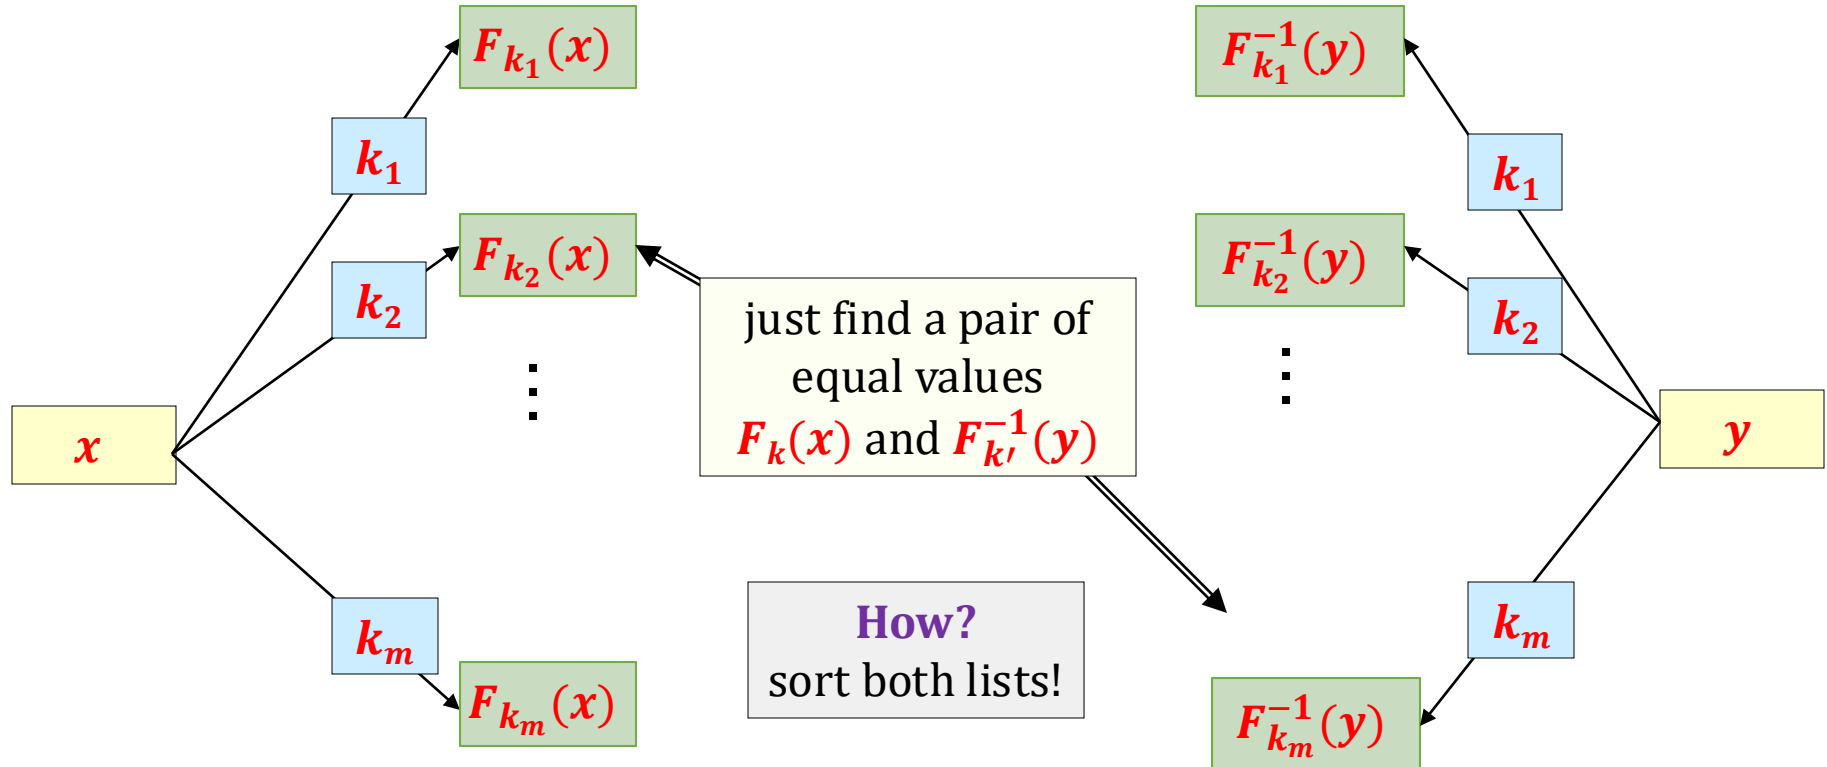 F_{k_1}(x)
F_{k_1}^{-1}(y)
k_1
k_1
F_{k_2}(x)
F_{k_2}^{-1}(y)
k_2
k_2
just find a pair of
equal values
F_k(x) and F_{k'}^{-1}(y)
⋮
⋮
x
y
How?
sort both lists!
k_m
k_m
F_{k_m}(x)
F_{k_m}^{-1}(y)